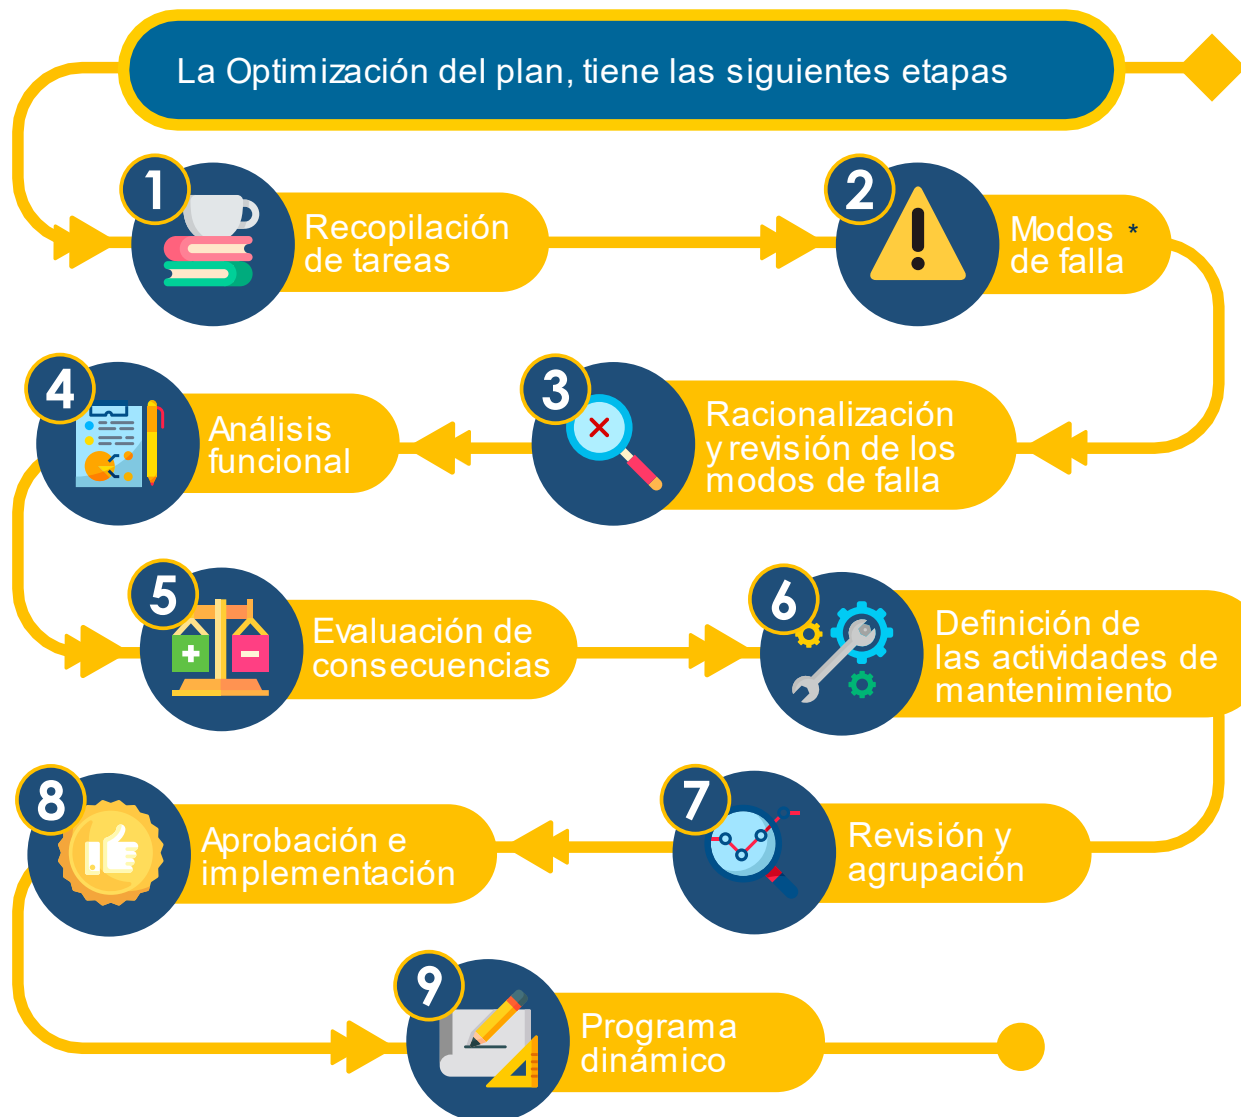 La Optimización del plan, tiene las siguientes etapas
1
Recopilación
de tareas
2
Modos *
de falla
3
Racionalización
y revisión de los
modos de falla
4
Análisis
funcional
5
Evaluación de
consecuencias
6
Definición de
las actividades de
mantenimiento
7
Revisión y
agrupación
8
Aprobación e
implementación
9
Programa
dinámico